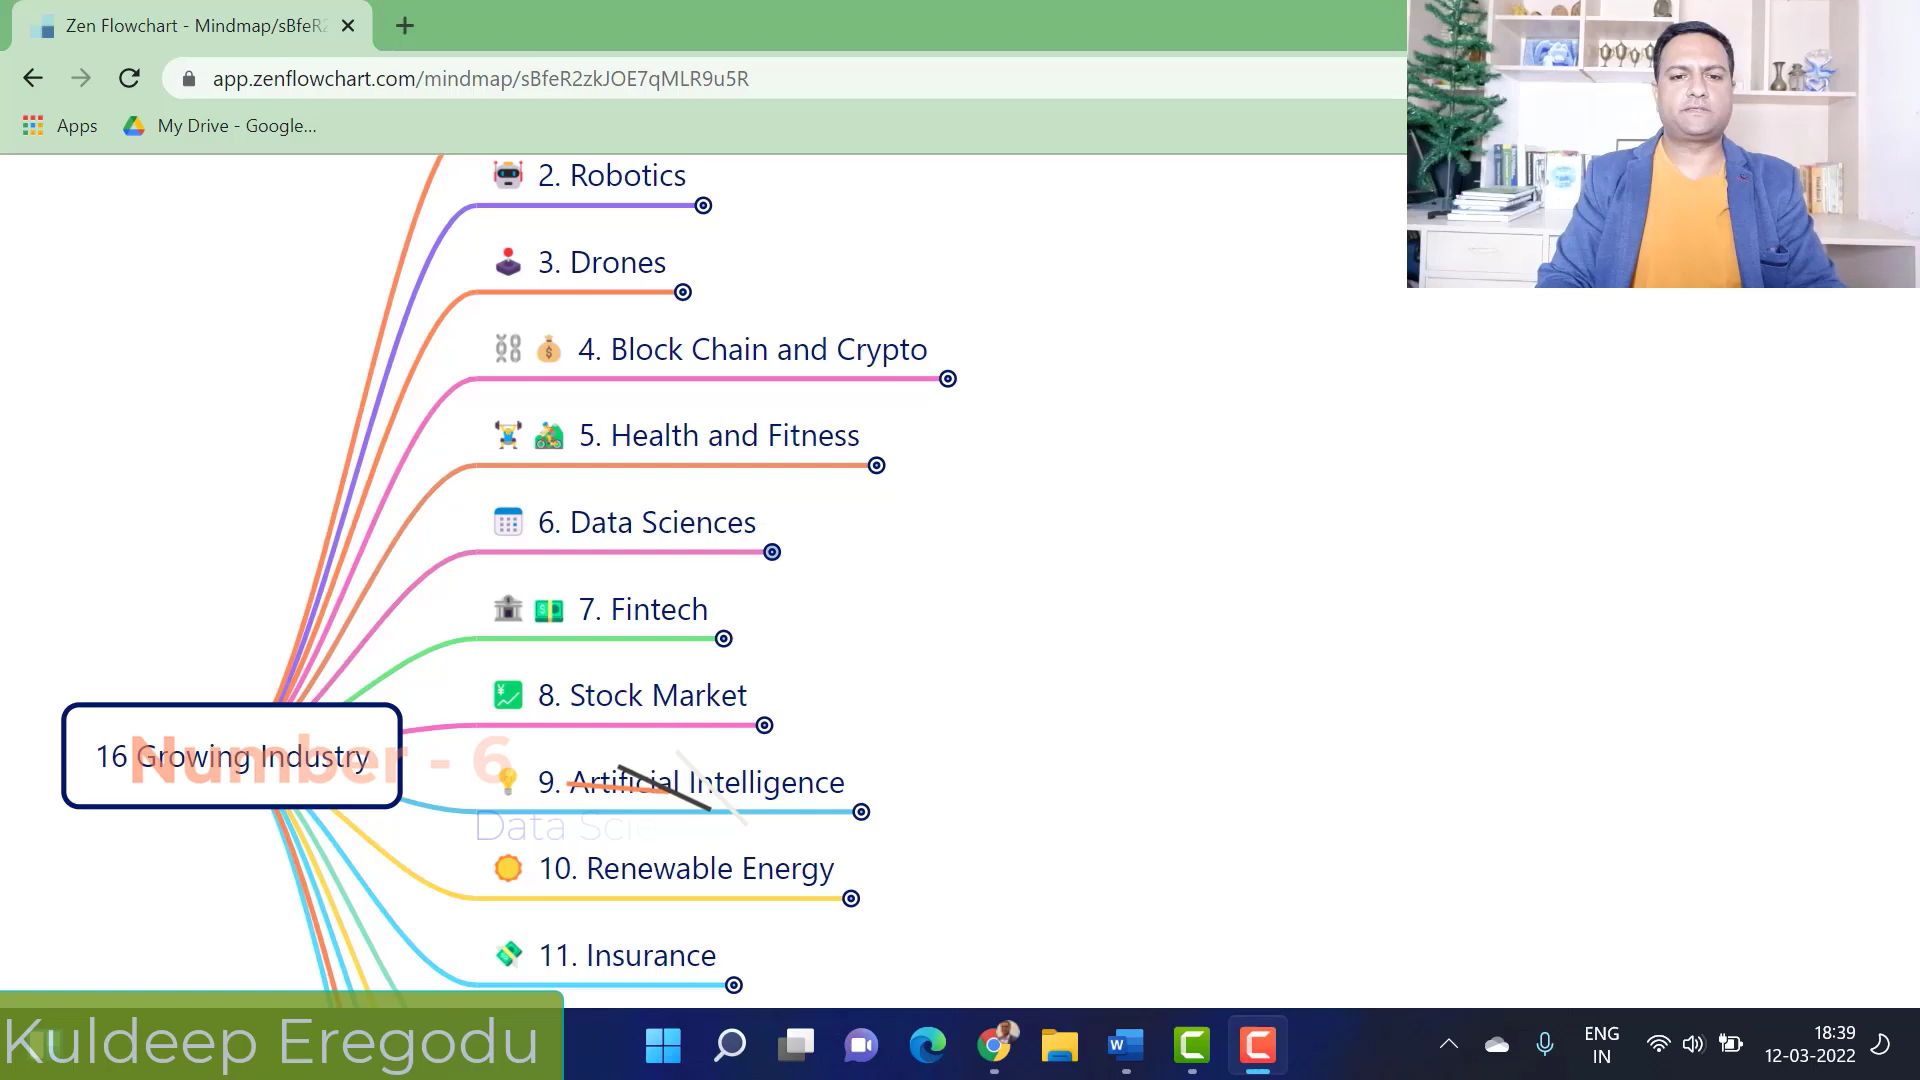 Zen Flowchart - Mindmap/sBfeR
app.zenflowchart.com/mindmap/sBfeR2zkJOE7qMLR9u5R
Apps
My Drive - Google...
2. Robotics
3. Drones
4. Block Chain and Crypto
5. Health and Fitness
6. Data Sciences
7. Fintech
8. Stock Market
16 Growing Industry
Number - 6
9. Artificial Intelligence
Data Scie
10. Renewable Energy
11. Insurance
Kuldeep Eregodu
ENG
IN
18:39
12-03-2022